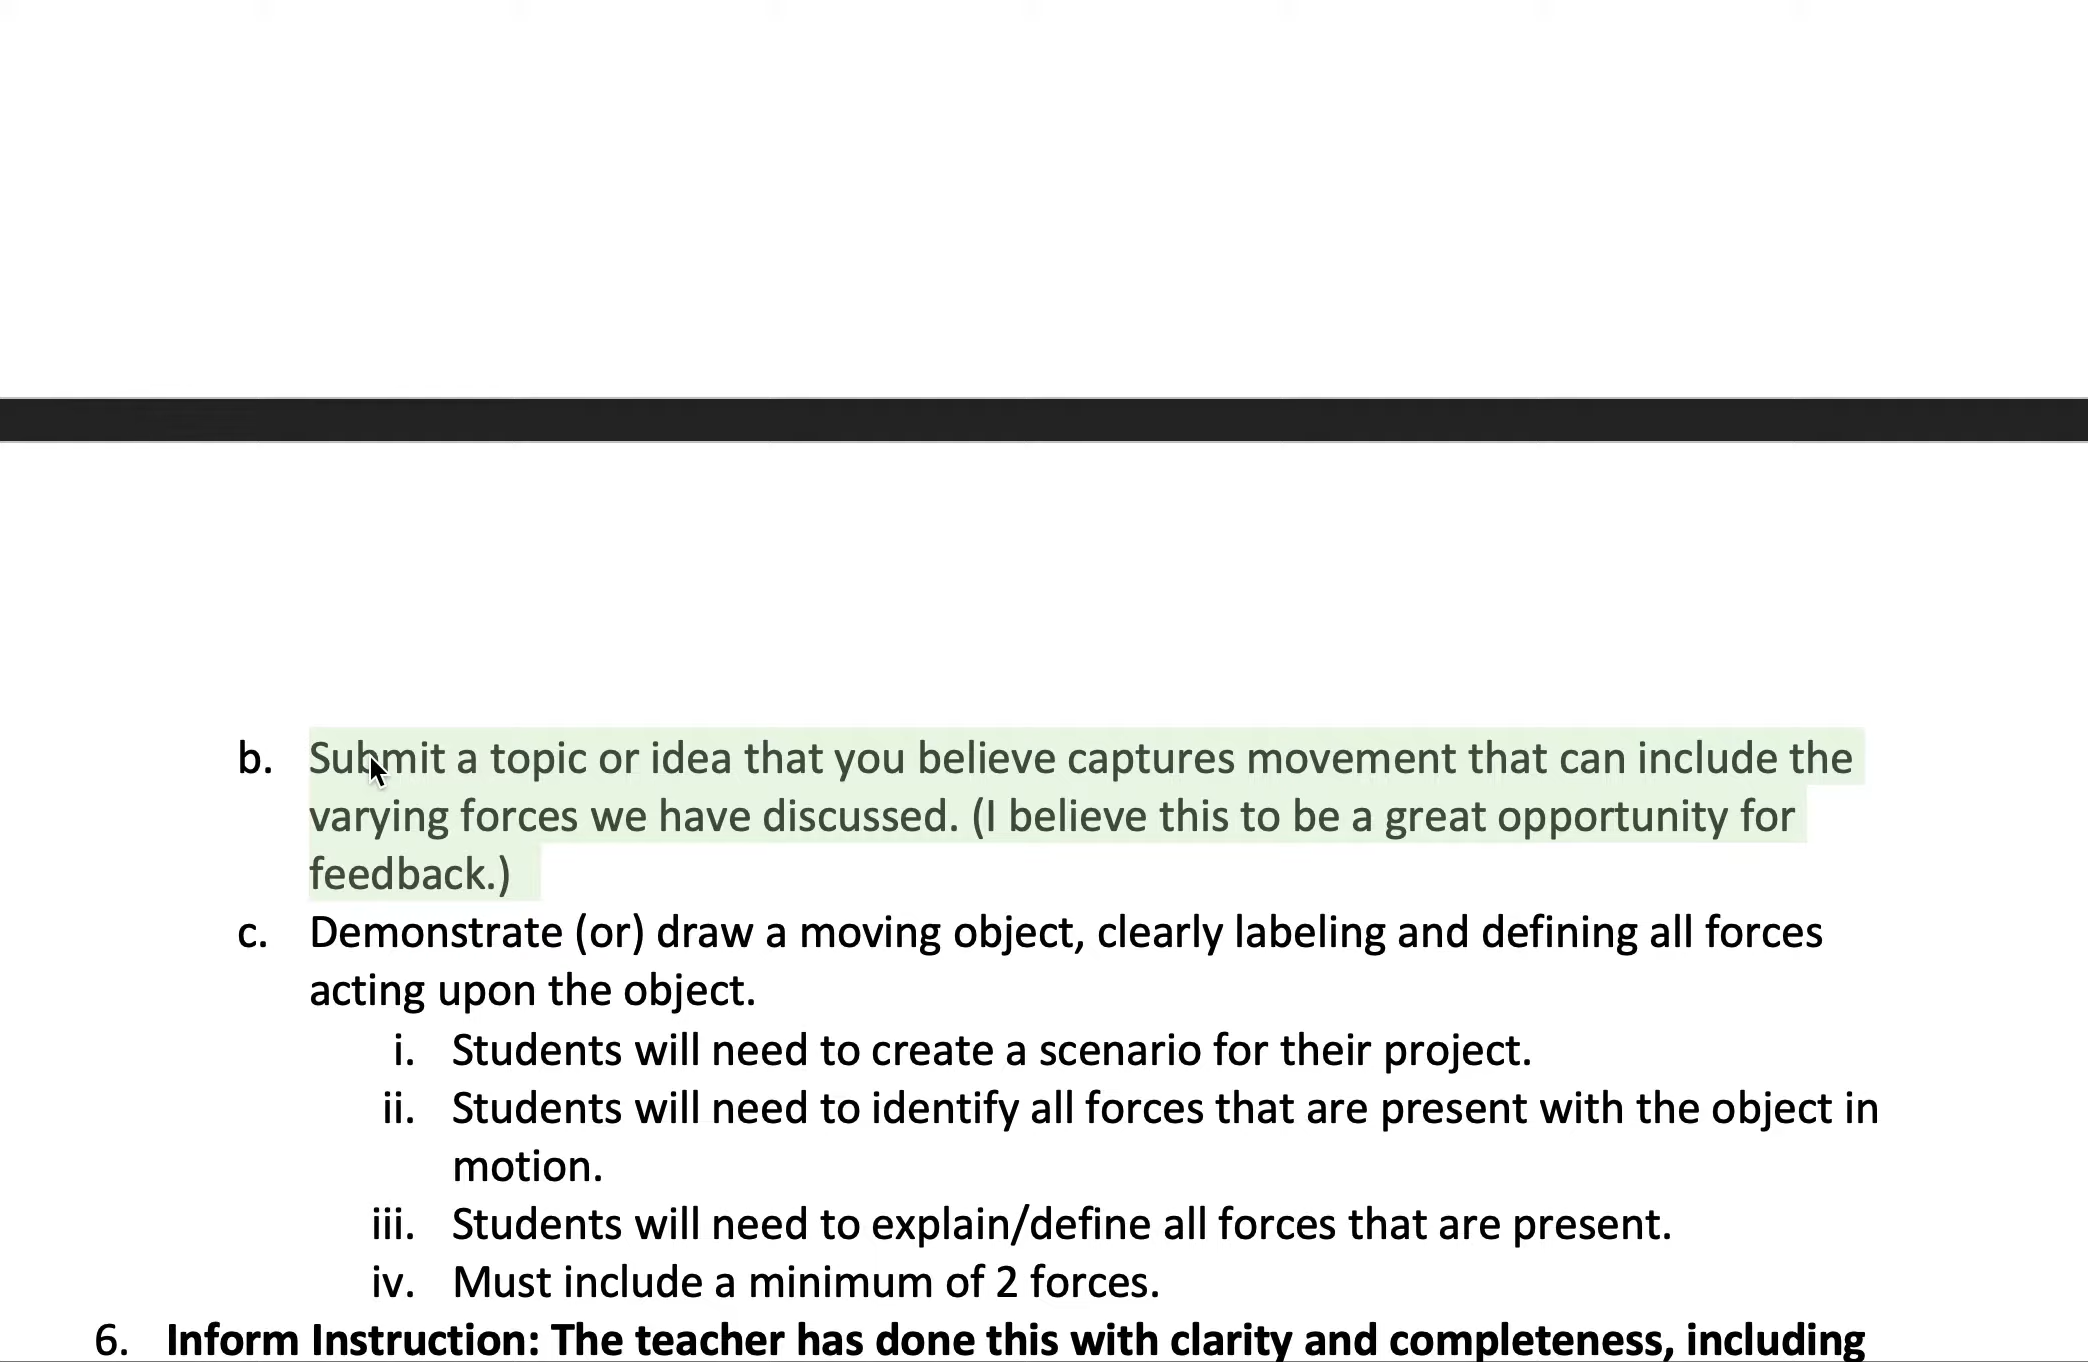 b. Submit a topic or idea that you believe captures movement that can include the
varying forces we have discussed. (I believe this to be a great opportunity for
feedback.)
c. Demonstrate (or) draw a moving object, clearly labeling and defining all forces
acting upon the object.
i. Students will need to create a scenario for their project.
ii. Students will need to identify all forces that are present with the object in
motion.
iii. Students will need to explain/define all forces that are present.
iv. Must include a minimum of 2 forces.
6. Inform Instruction: The teacher has done this with clarity and completeness, including